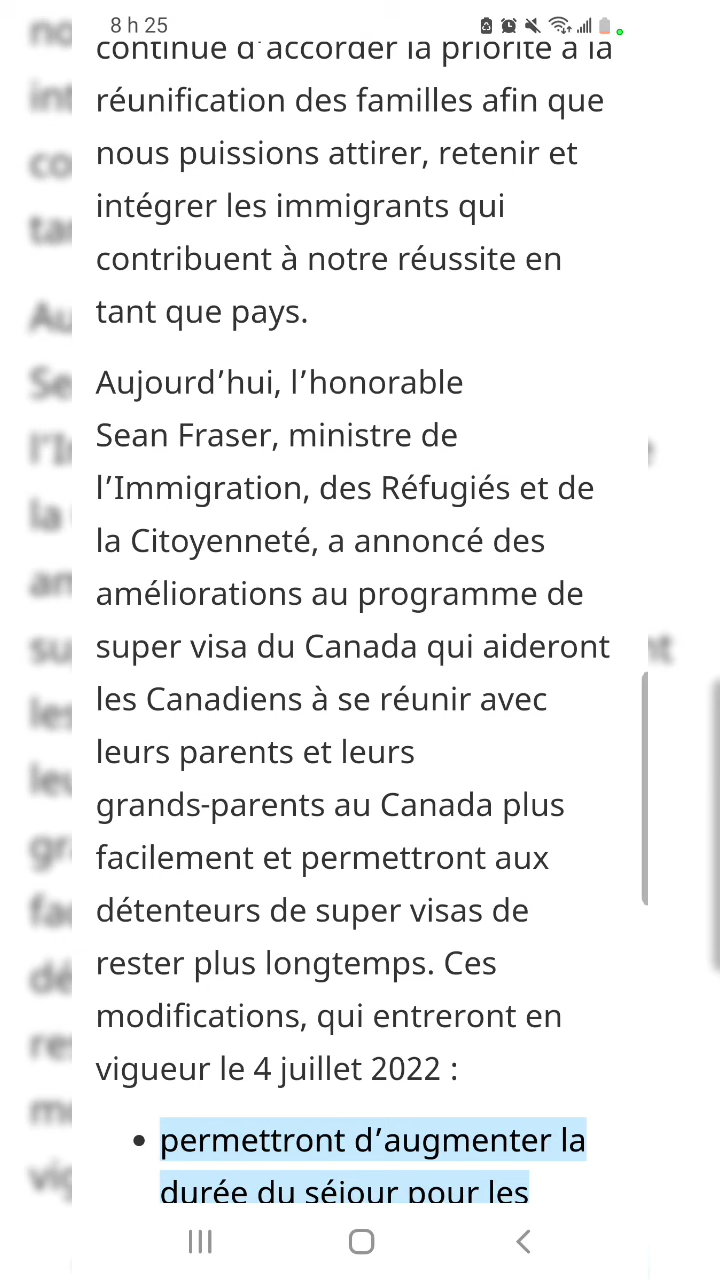 8 h 25
continue d'accorder la priorité à la
réunification des familles afin que
nous puissions attirer, retenir et
intégrer les immigrants qui
contribuent à notre réussite en
tant que pays.
Aujourd’hui, l’honorable
Sean Fraser, ministre de
l’Immigration, des Réfugiés et de
la Citoyenneté, a annoncé des
améliorations au programme de
super visa du Canada qui aideront
les Canadiens à se réunir avec
leurs parents et leurs
grands-parents au Canada plus
facilement et permettront aux
détenteurs de super visas de
rester plus longtemps. Ces
modifications, qui entreront en
vigueur le 4 juillet 2022 :
• permettront d’augmenter la
durée du séjour pour les